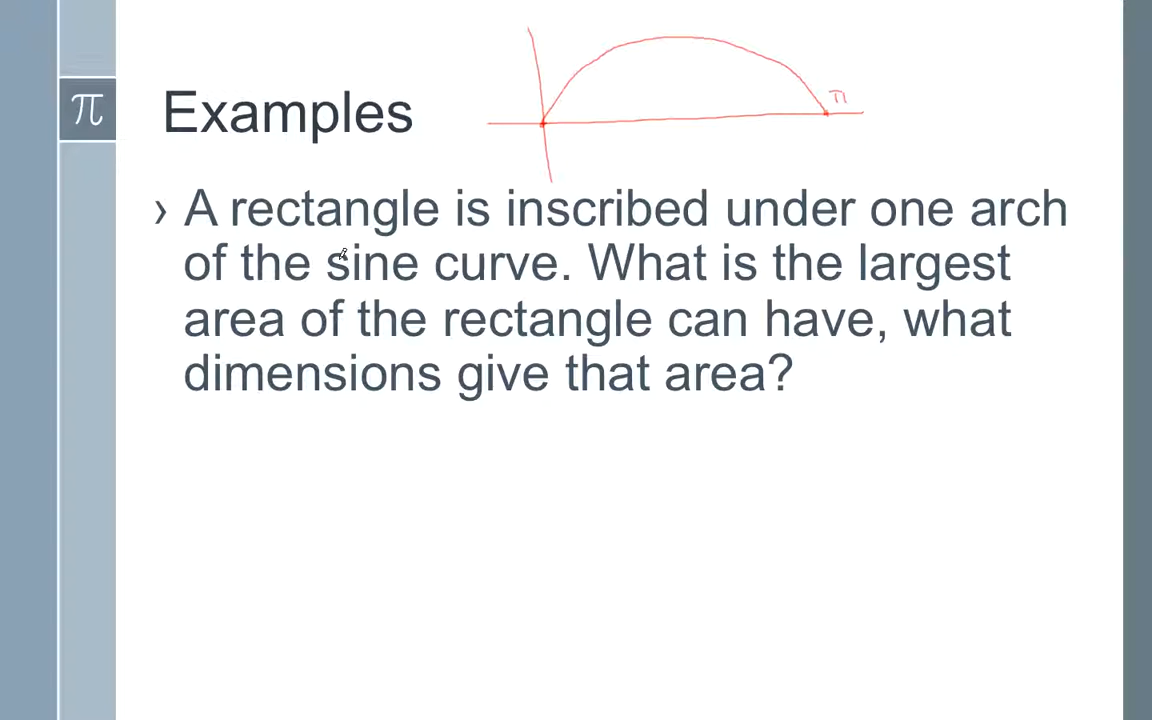 π
π
Examples
› A rectangle is inscribed under one arch
of the sine curve. What is the largest
area of the rectangle can have, what
dimensions give that area?